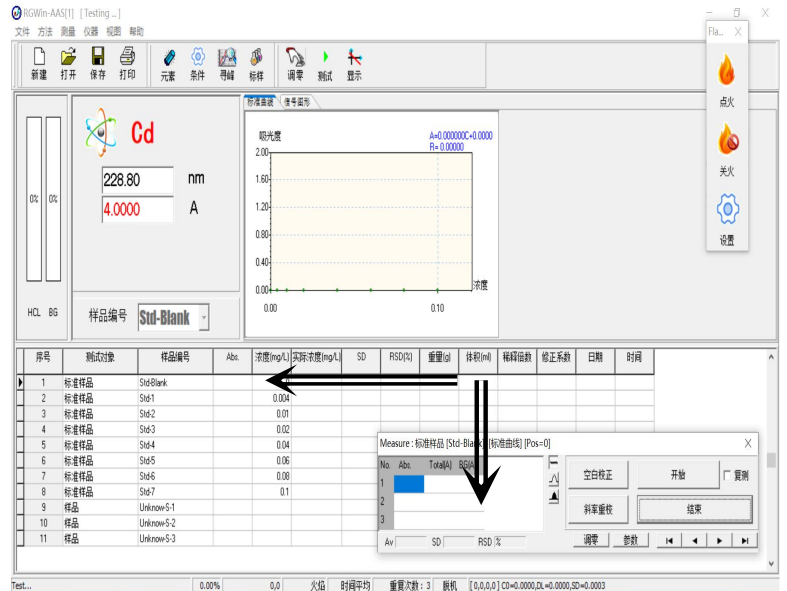 RGWin-AAS[1] [Testing ...]
文件 方法 测量 仪器 视图 帮助
新建 打开 保存 打印 元素 条件 寻峰 标样 调零 测试 显示
Fla...
点火
关火
设置
标准曲线 信号图形
Cd
228.80 nm
4.0000 A
0% 0%
HCL BG
样品编号 Std-Blank
吸光度
A=0.000000C+0.0000
R= 0.00000
2.00
1.60
1.20
0.80
0.40
0.00
浓度
0.00 0.10
序号 测试对象 样品编号 Abs. 浓度(mg/L) 实际浓度(mg/L) SD RSD(%) 重量(g) 体积(ml) 稀释倍数 修正系数 日期 时间
1 标准样品 Std-Blank 0
2 标准样品 Std-1 0.004
3 标准样品 Std-2 0.01
4 标准样品 Std-3 0.02
5 标准样品 Std-4 0.04
6 标准样品 Std-5 0.06
7 标准样品 Std-6 0.08
8 标准样品 Std-7 0.1
9 样品 Unknow-S-1
10 样品 Unknow-S-2
11 样品 Unknow-S-3
Measure : 标准样品 [Std-Blank] [标准曲线] [Pos=0]
No. Abs. Total(A) BG(A)
1
2
3
Av SD RSD %
空白校正 开始 复测
斜率重校 结束
调零 参数
Test... 0.00% 0,0 火焰 时间平均 重复次数 : 3 脱机 [ 0,0,0,0 ] C0=0.0000,DL=0.0000,SD=0.0003